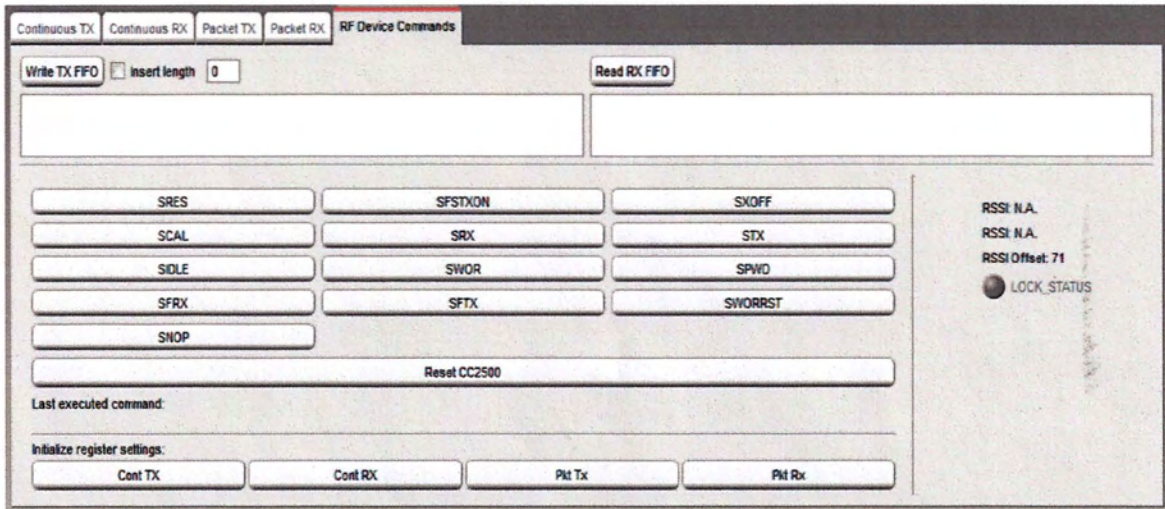 Continuous TX Continuous RX Packet TX Packet RX RF Device Commands
Write TX FIFO Insert length 0 Read RX FIFO
SRES SFSTXON SXOFF
SCAL SRX STX
SIDLE SWOR SPWD
SFRX SFTX SWORRST
SNOP
Reset CC2500
Last executed command:
Initialize register settings:
Cont TX Cont RX Pkt Tx Pkt Rx
RSSI: N.A.
RSSI: N.A.
RSSI Offset: 71
LOCK_STATUS